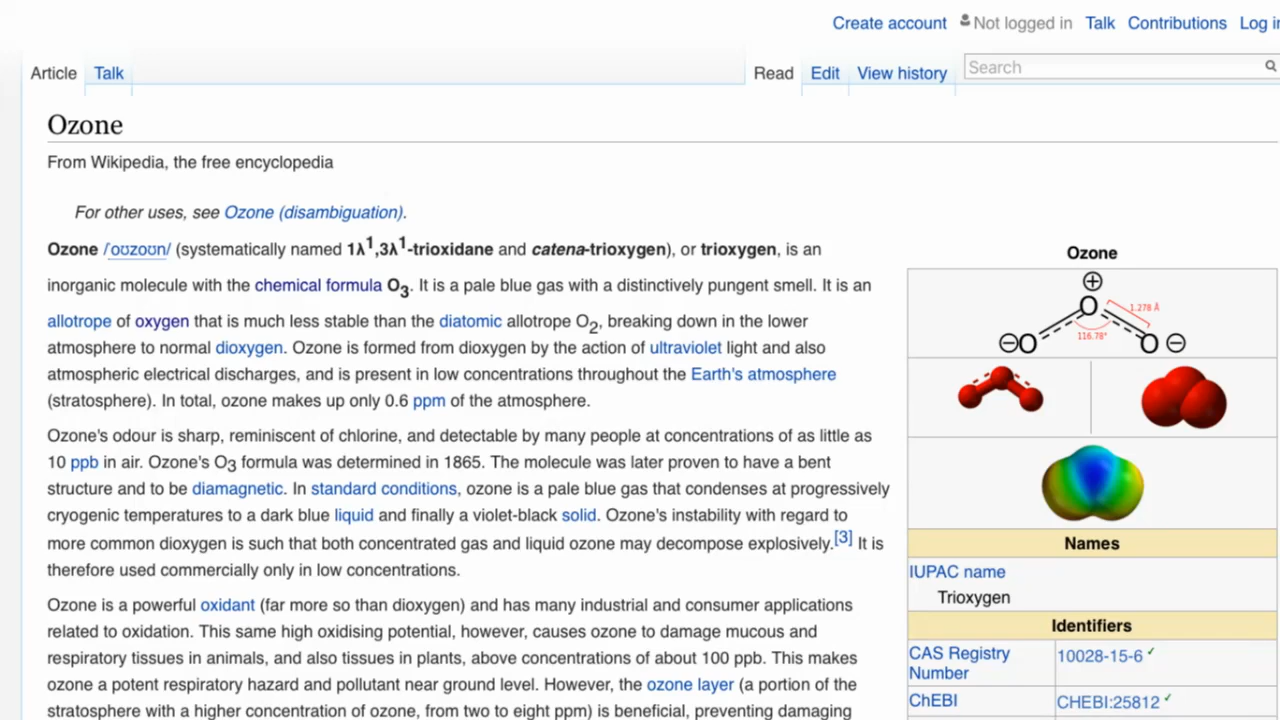 Create account Not logged in Talk Contributions Log in
Article Talk Read Edit View history Search
Ozone
From Wikipedia, the free encyclopedia
For other uses, see Ozone (disambiguation).
Ozone /ˈoʊzoʊn/ (systematically named 1λ¹,3λ¹-trioxidane and catena-trioxygen), or trioxygen, is an
inorganic molecule with the chemical formula O₃. It is a pale blue gas with a distinctively pungent smell. It is an
allotrope of oxygen that is much less stable than the diatomic allotrope O₂, breaking down in the lower
atmosphere to normal dioxygen. Ozone is formed from dioxygen by the action of ultraviolet light and also
atmospheric electrical discharges, and is present in low concentrations throughout the Earth's atmosphere
(stratosphere). In total, ozone makes up only 0.6 ppm of the atmosphere.
Ozone's odour is sharp, reminiscent of chlorine, and detectable by many people at concentrations of as little as
10 ppb in air. Ozone's O₃ formula was determined in 1865. The molecule was later proven to have a bent
structure and to be diamagnetic. In standard conditions, ozone is a pale blue gas that condenses at progressively
cryogenic temperatures to a dark blue liquid and finally a violet-black solid. Ozone's instability with regard to
more common dioxygen is such that both concentrated gas and liquid ozone may decompose explosively.[3] It is
therefore used commercially only in low concentrations.
Ozone is a powerful oxidant (far more so than dioxygen) and has many industrial and consumer applications
related to oxidation. This same high oxidising potential, however, causes ozone to damage mucous and
respiratory tissues in animals, and also tissues in plants, above concentrations of about 100 ppb. This makes
ozone a potent respiratory hazard and pollutant near ground level. However, the ozone layer (a portion of the
stratosphere with a higher concentration of ozone, from two to eight ppm) is beneficial, preventing damaging
Ozone
⊕
O 1.278 Å
116.78°
⊖O O⊖
Names
IUPAC name
Trioxygen
Identifiers
CAS Registry 10028-15-6 ✓
Number
ChEBI CHEBI:25812 ✓